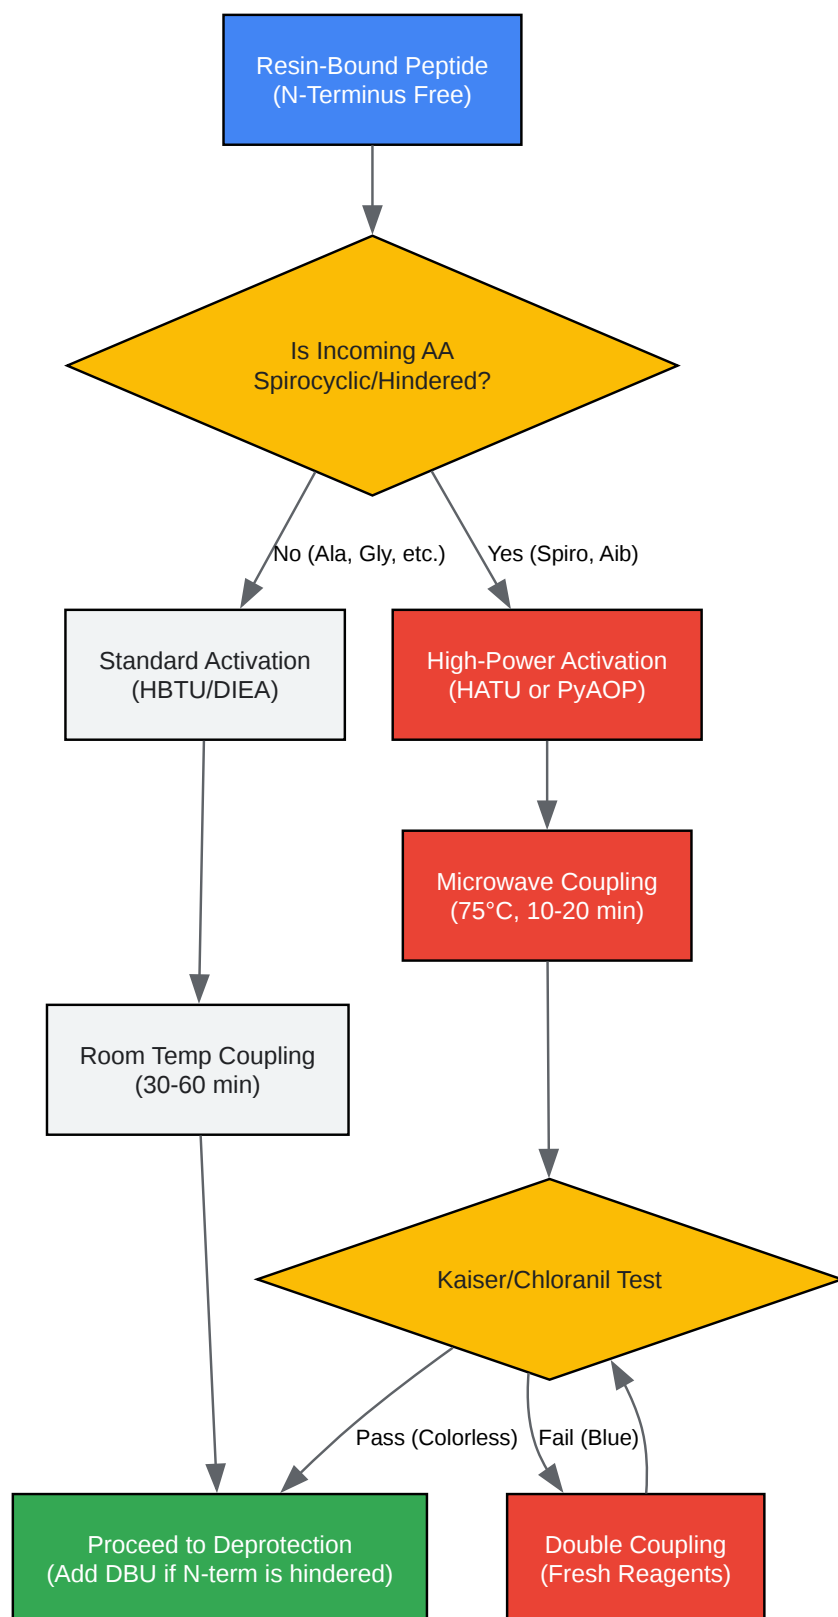 Resin-Bound Peptide
(N-Terminus Free)
Is Incoming AA
Spirocyclic/Hindered?
No (Ala, Gly, etc.)
Yes (Spiro, Aib)
Standard Activation
(HBTU/DIEA)
High-Power Activation
(HATU or PyAOP)
Microwave Coupling
(75°C, 10-20 min)
Room Temp Coupling
(30-60 min)
Kaiser/Chloranil Test
Pass (Colorless)
Fail (Blue)
Proceed to Deprotection
(Add DBU if N-term is hindered)
Double Coupling
(Fresh Reagents)